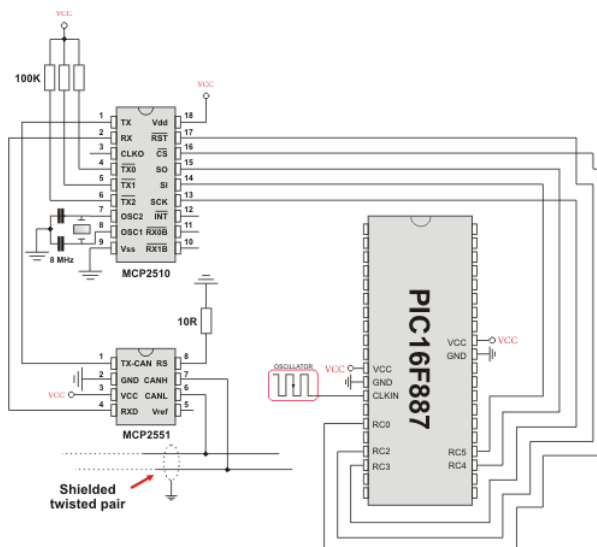 VCC
100K
VCC
1 TX Vdd 18
2 RX RST 17
3 CLKO CS 16
4 TX0 SO 15
5 TX1 SI 14
6 TX2 SCK 13
7 OSC2 INT 12
8 OSC1 RX0B 11
9 Vss RX1B 10
8 MHz
MCP2510
10R
1 TX-CAN RS 8
2 GND CANH 7
VCC 3 VCC CANL 6
4 RXD Vref 5
MCP2551
Shielded
twisted pair
PIC16F887
OSCILLATOR
VCC VCC
GND
CLKIN
RC0
RC2
RC3
VCC VCC
GND
RC5
RC4